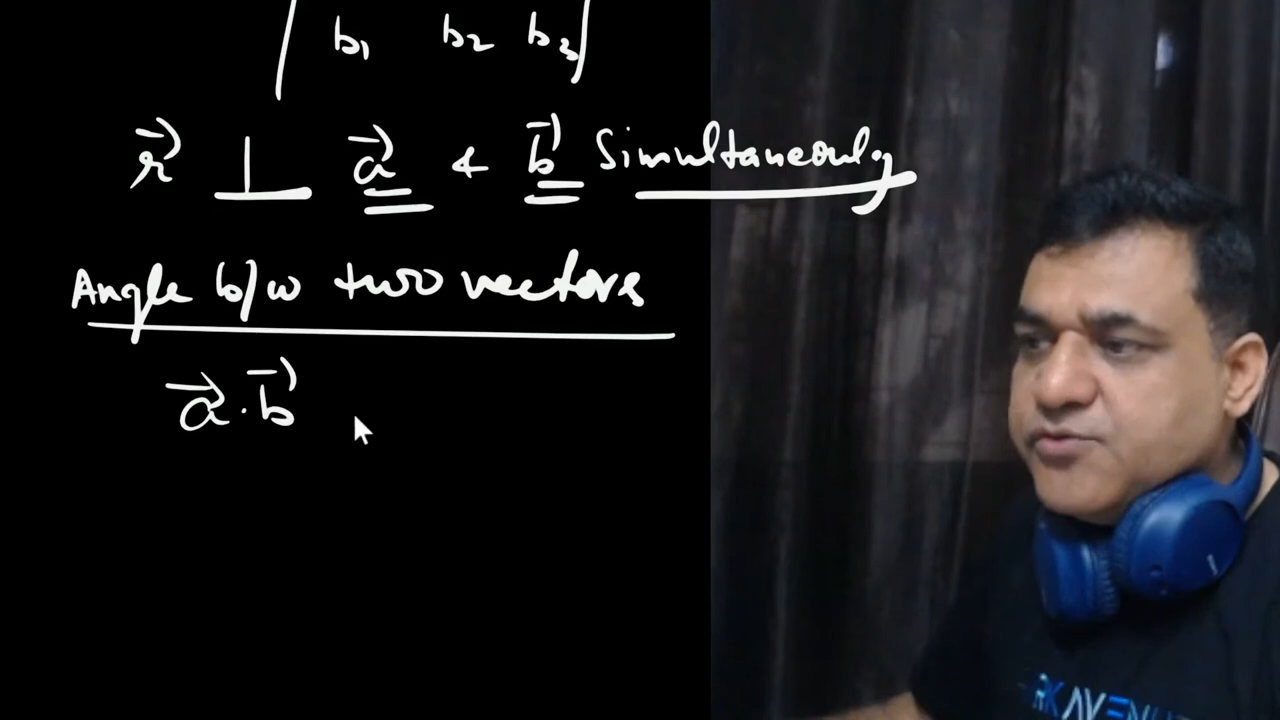 b₁ b₂ b₃
r⃗ ⊥ a⃗ & b⃗ Simultaneously
Angle b/w two vectors
a⃗ · b⃗